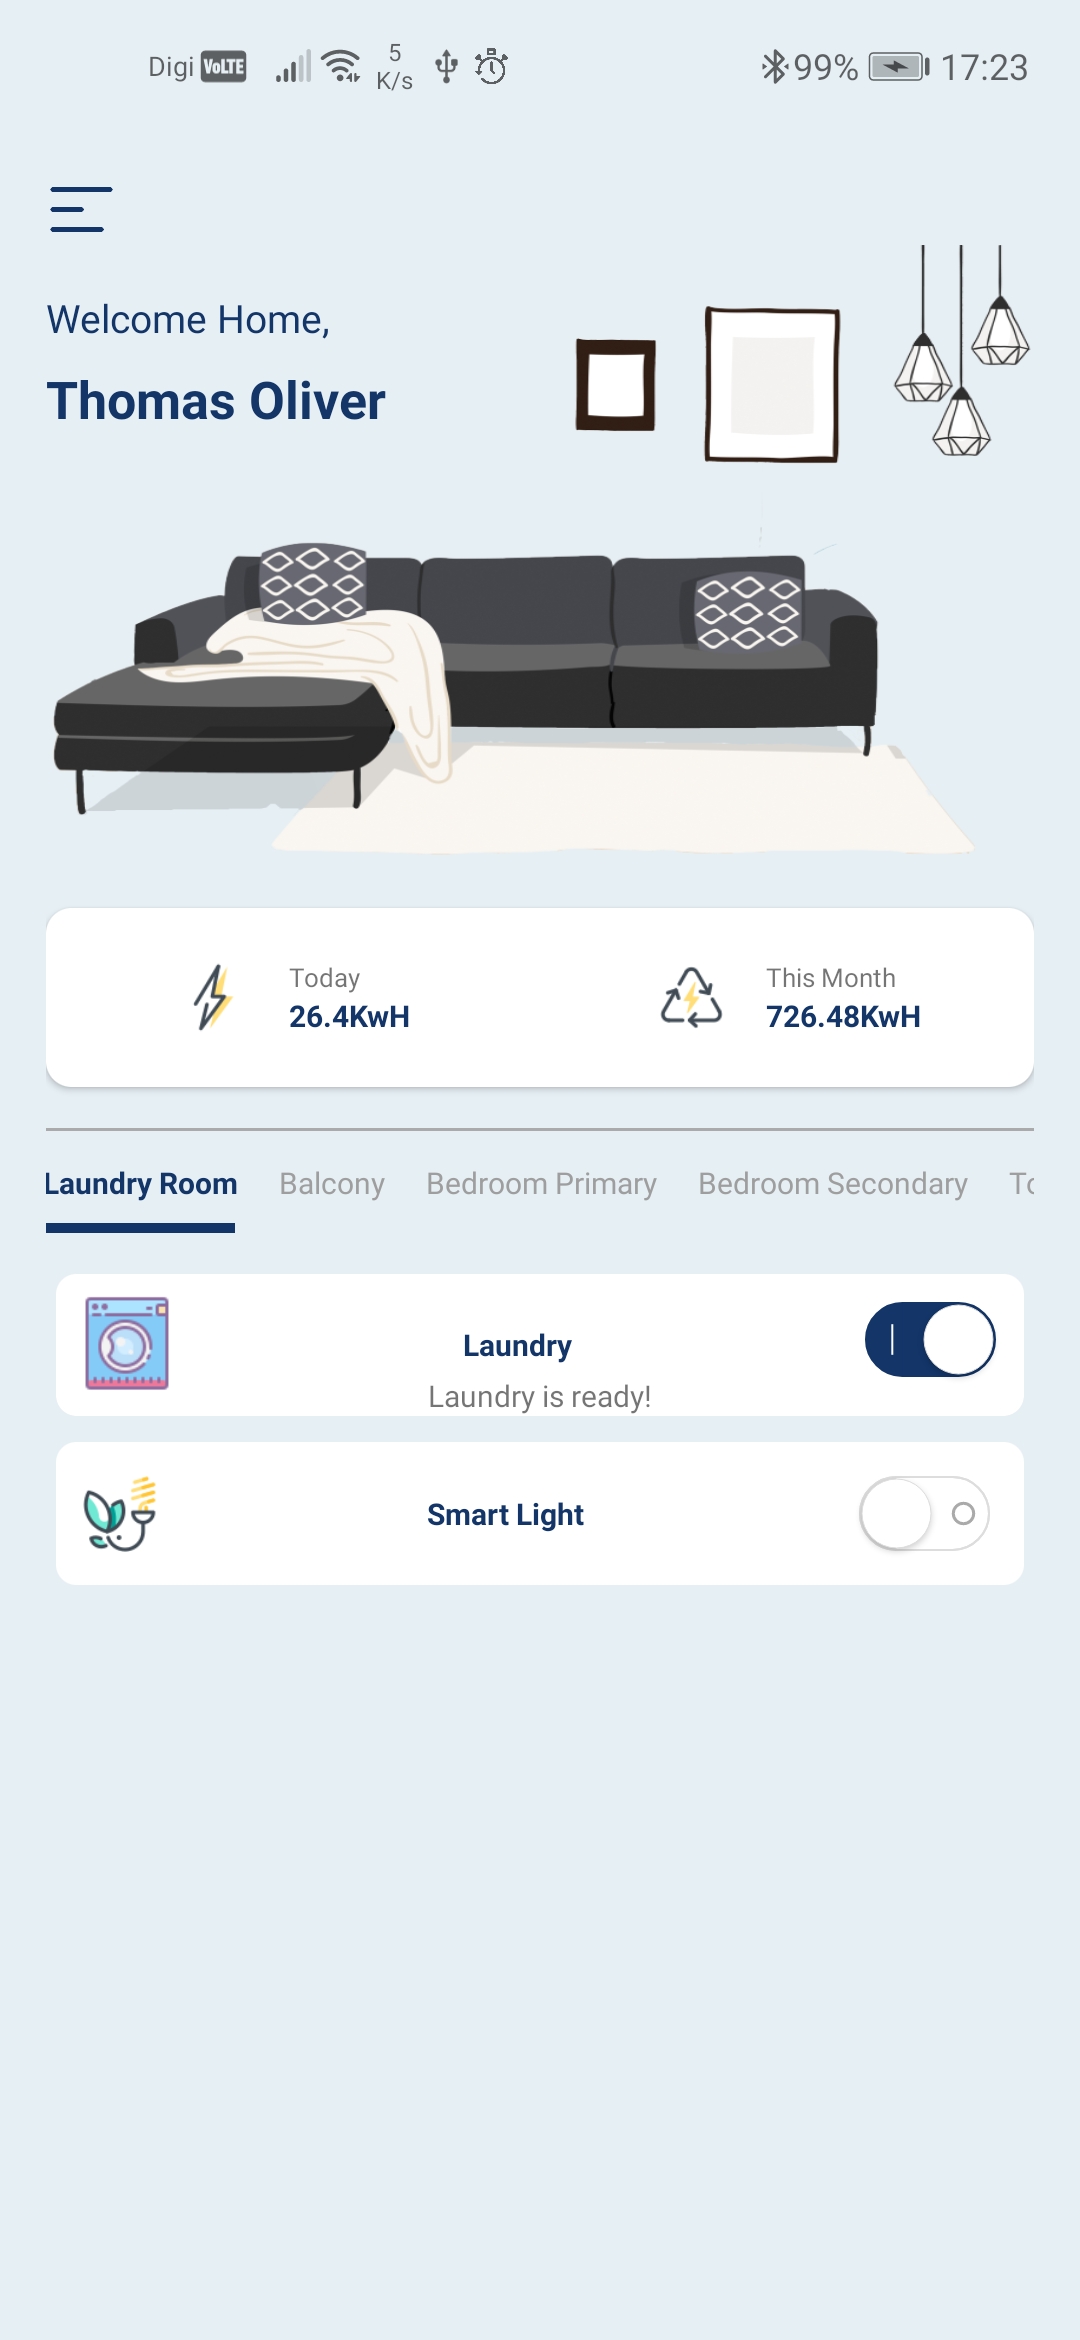 Digi VoLTE 5 K/s 99% 17:23
Welcome Home,
Thomas Oliver
Today
26.4KwH
This Month
726.48KwH
Laundry Room Balcony Bedroom Primary Bedroom Secondary
Laundry
Laundry is ready!
Smart Light